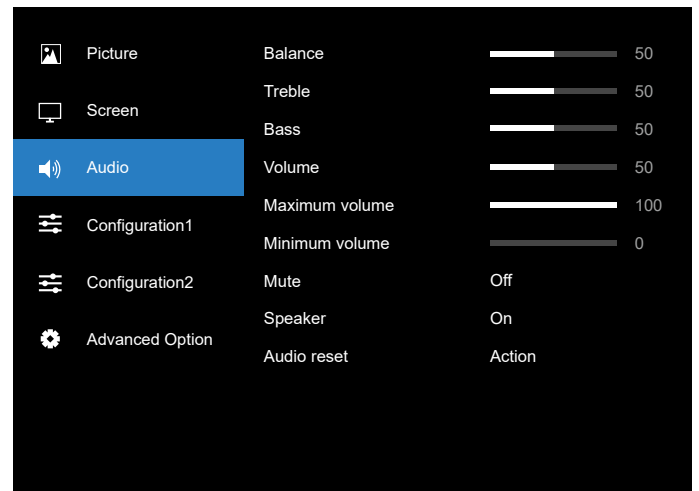 Picture
Screen
Audio
Configuration1
Configuration2
Advanced Option
Balance 50
Treble 50
Bass 50
Volume 50
Maximum volume 100
Minimum volume 0
Mute Off
Speaker On
Audio reset Action